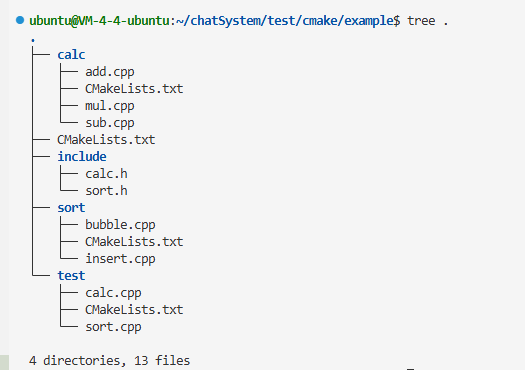 ubuntu@VM-4-4-ubuntu:~/chatSystem/test/cmake/example$ tree .
.
├── calc
│   ├── add.cpp
│   ├── CMakeLists.txt
│   ├── mul.cpp
│   └── sub.cpp
├── CMakeLists.txt
├── include
│   ├── calc.h
│   └── sort.h
├── sort
│   ├── bubble.cpp
│   ├── CMakeLists.txt
│   └── insert.cpp
└── test
    ├── calc.cpp
    ├── CMakeLists.txt
    └── sort.cpp

4 directories, 13 files